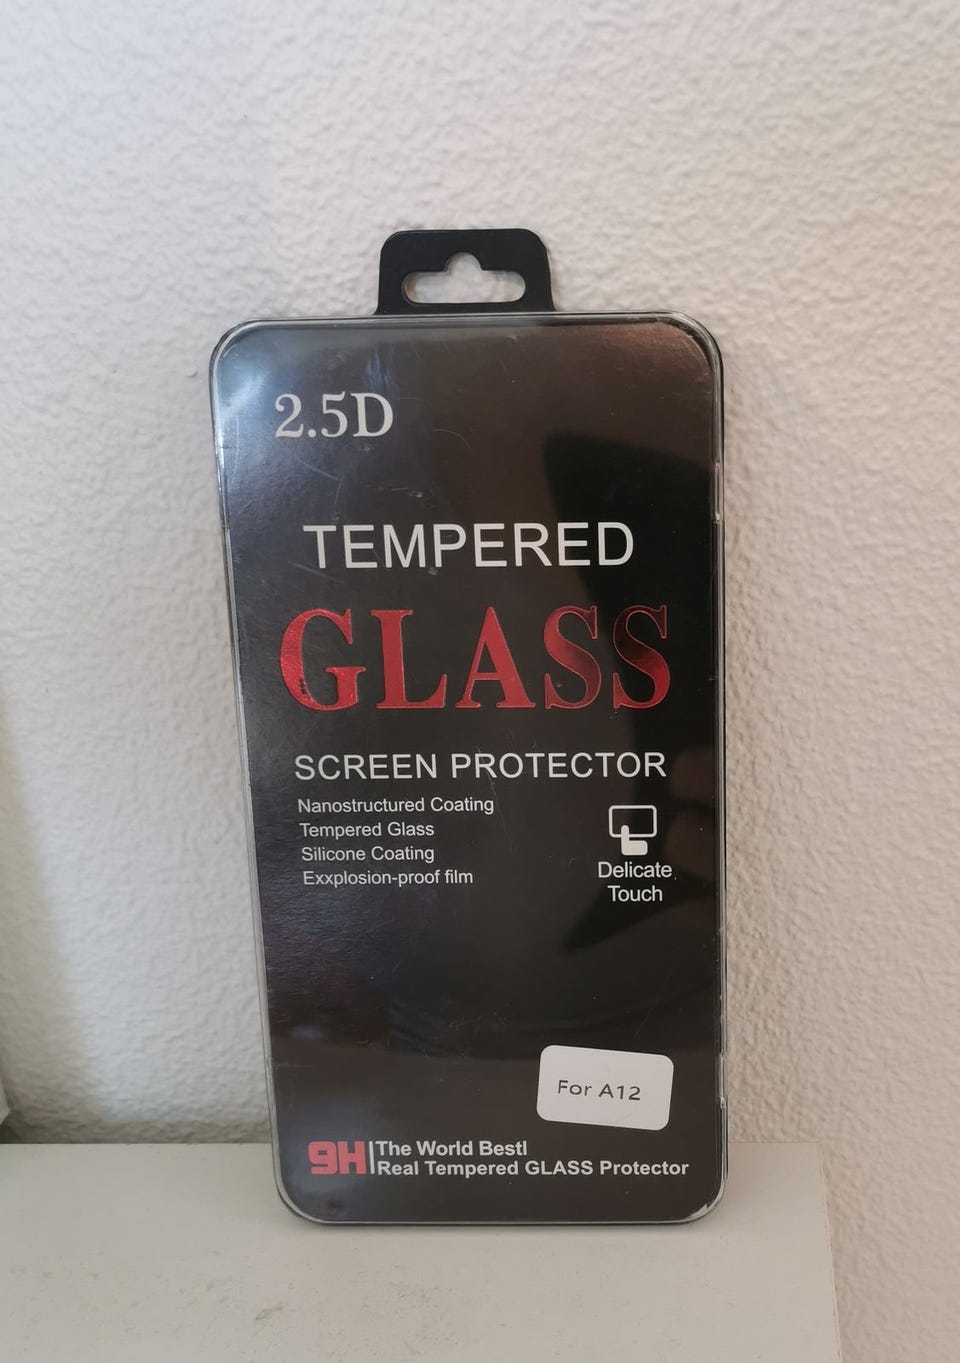 2.5D
TEMPERED
GLASS
SCREEN PROTECTOR
Nanostructured Coating
Tempered Glass
Silicone Coating
Exxplosion-proof film
Delicate
Touch
For A12
9H
The World Bestl
Real Tempered GLASS Protector